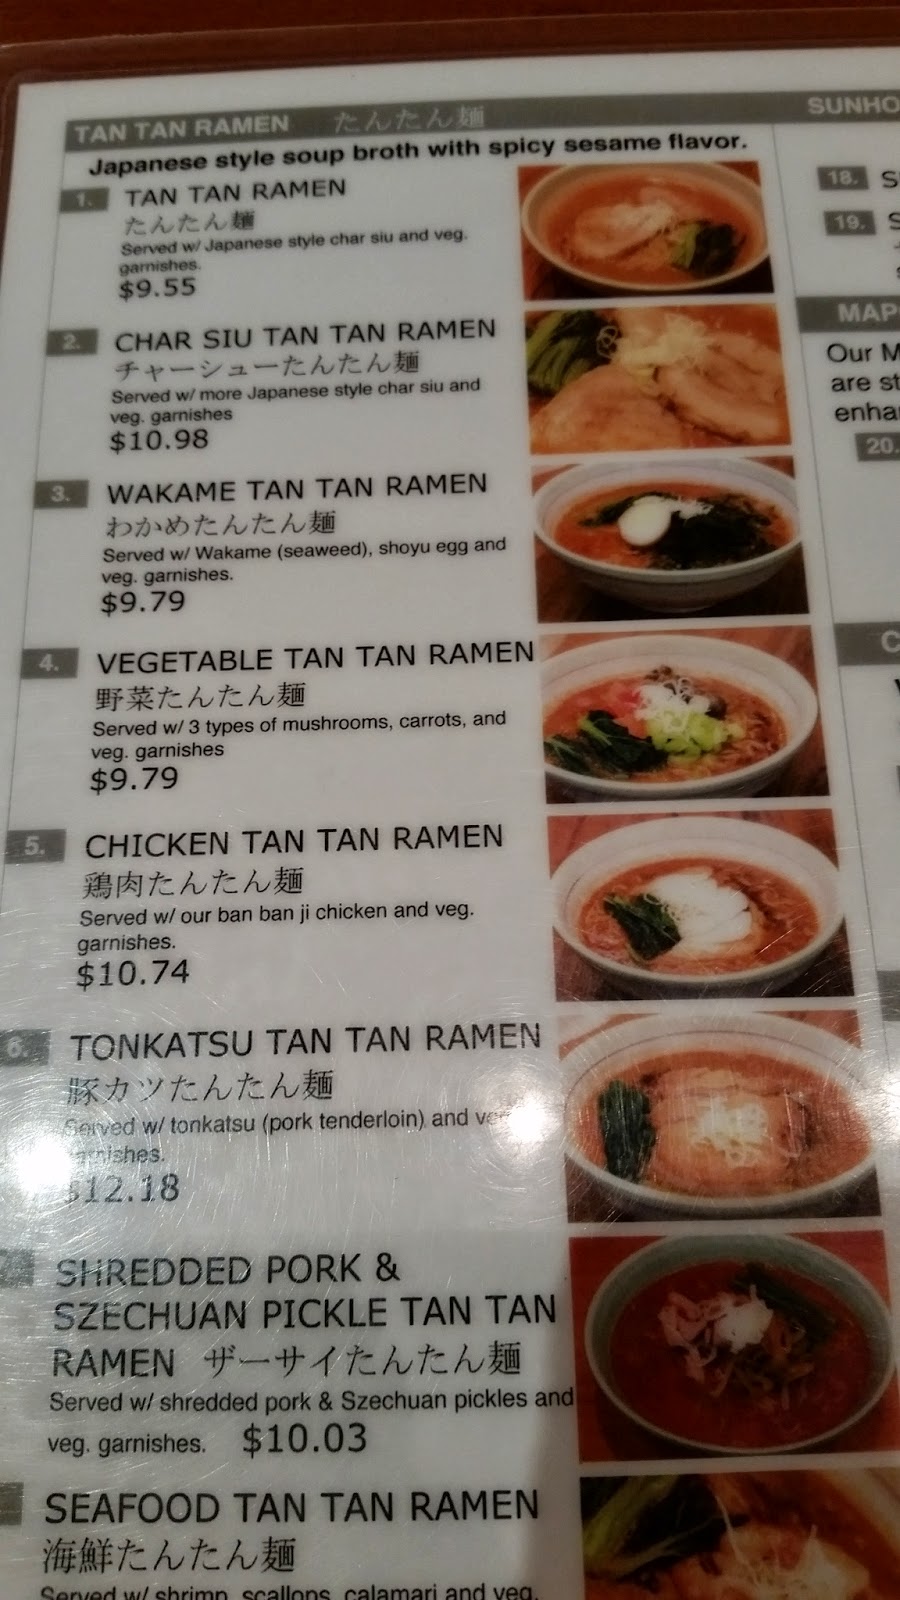 TAN TAN RAMEN たんたん麺
Japanese style soup broth with spicy sesame flavor.
1. TAN TAN RAMEN
たんたん麺
Served w/ Japanese style char siu and veg.
garnishes.
$9.55
2. CHAR SIU TAN TAN RAMEN
チャーシューたんたん麺
Served w/ more Japanese style char siu and
veg. garnishes
$10.98
3. WAKAME TAN TAN RAMEN
わかめたんたん麺
Served w/ Wakame (seaweed), shoyu egg and
veg. garnishes.
$9.79
4. VEGETABLE TAN TAN RAMEN
野菜たんたん麺
Served w/ 3 types of mushrooms, carrots, and
veg. garnishes
$9.79
5. CHICKEN TAN TAN RAMEN
鶏肉たんたん麺
Served w/ our ban ban ji chicken and veg.
garnishes.
$10.74
6. TONKATSU TAN TAN RAMEN
豚カツたんたん麺
Served w/ tonkatsu (pork tenderloin) and
garnishes.
$12.18
SHREDDED PORK &
SZECHUAN PICKLE TAN TAN
RAMEN ザーサイたんたん麺
Served w/ shredded pork & Szechuan pickles and
veg. garnishes. $10.03
SEAFOOD TAN TAN RAMEN
海鮮たんたん麺
Served w/ shrimp, scallops, calamari and veg.
SUNHO
18. S
19. S
MAP
Our M
are st
enha
20.
C